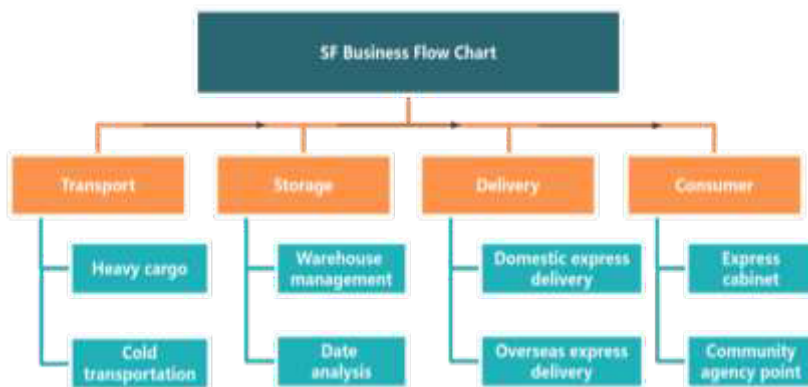 SF Business Flow Chart
Transport
Storage
Delivery
Consumer
Heavy cargo
Warehouse
management
Domestic express
delivery
Express
cabinet
Cold
transportation
Date
analysis
Overseas express
delivery
Community
agency point